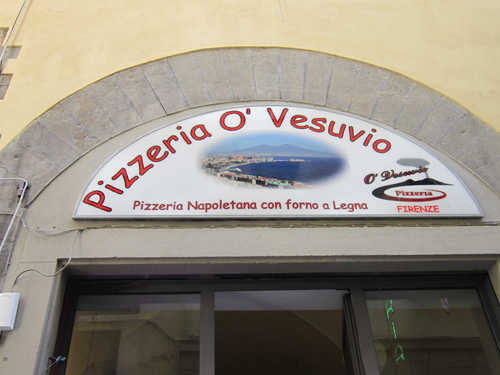 Pizzeria O' Vesuvio
Pizzeria Napoletana con forno a Legna
O' Vesuvio
Pizzeria
FIRENZE